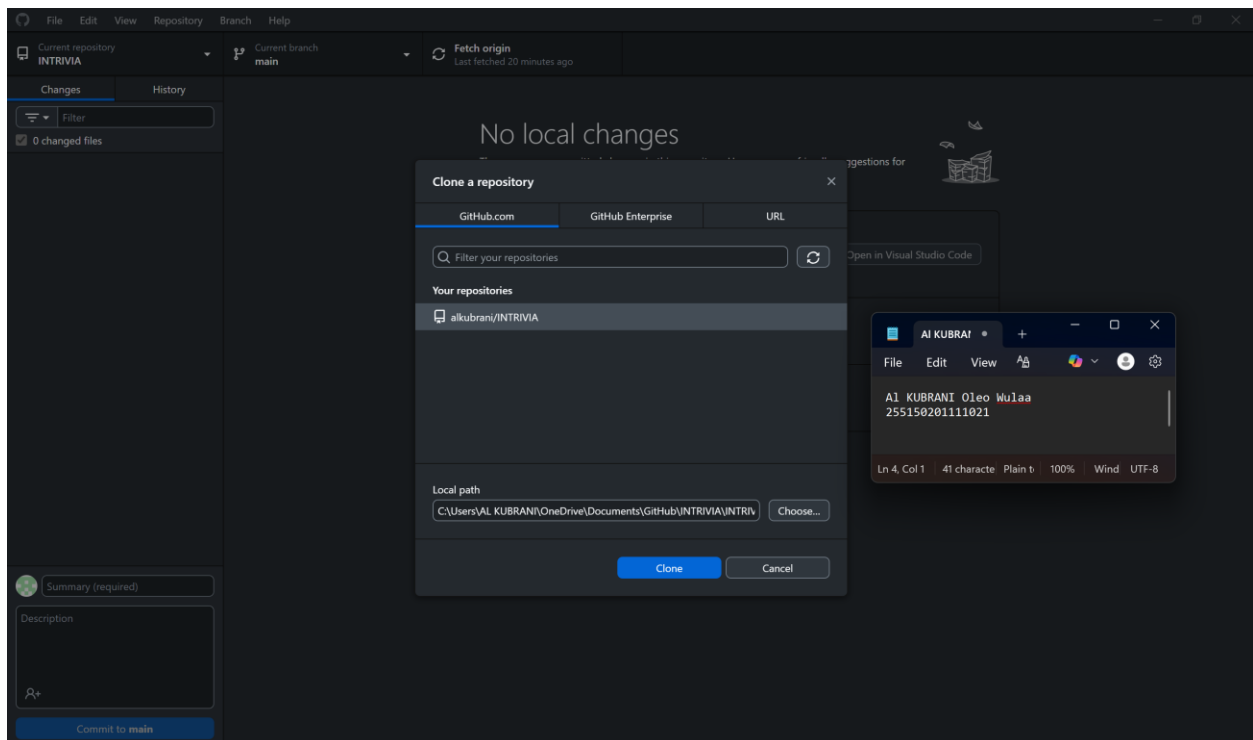 File Edit View Repository Branch Help
Current repository
INTRIVIA
Current branch
main
Fetch origin
Last fetched 20 minutes ago
Changes History
Filter
0 changed files
No local changes
ggestions for
Open in Visual Studio Code
Clone a repository
GitHub.com GitHub Enterprise URL
Filter your repositories
Your repositories
alkubrani/INTRIVIA
Local path
C:\Users\AL KUBRANI\OneDrive\Documents\GitHub\INTRIVIA\INTRIV
Choose...
Clone Cancel
Al KUBRAN
File Edit View
Al KUBRANI Oleo Wulaa
255150201111021
Ln 4, Col 1 41 characte Plain t 100% Wind UTF-8
Summary (required)
Description
Commit to main